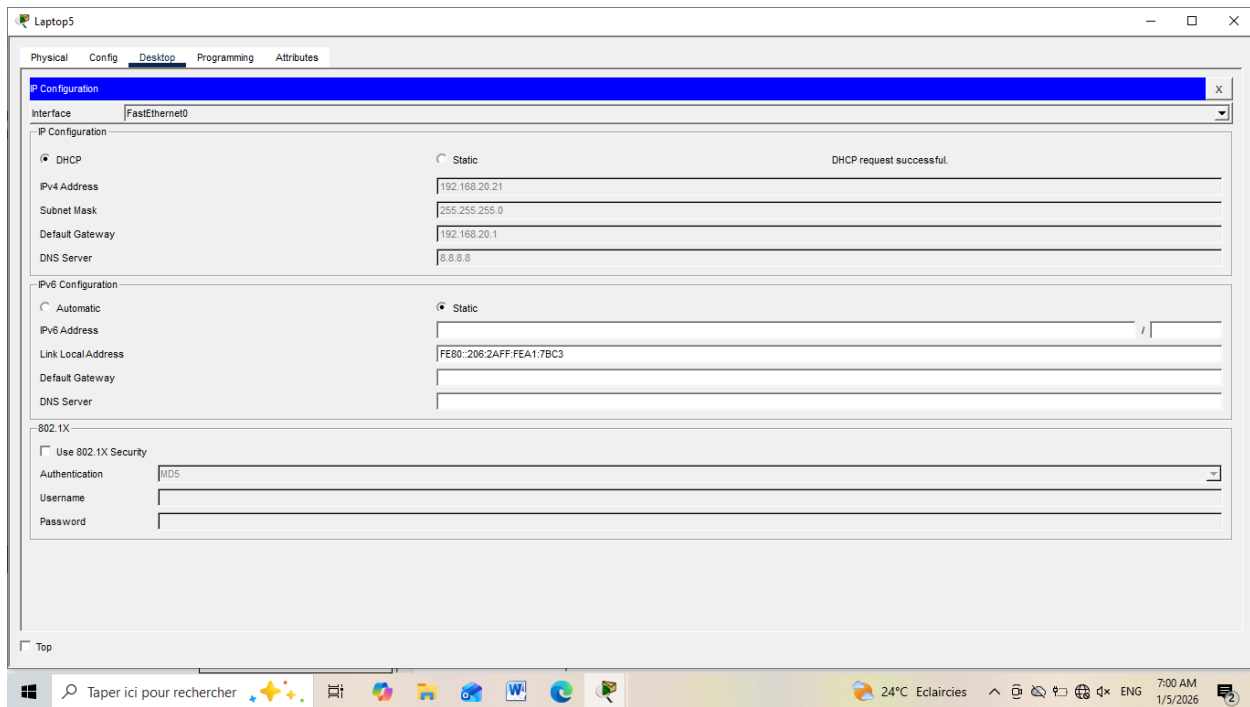 Laptop5
Physical Config Desktop Programming Attributes
IP Configuration X
Interface FastEthernet0
IP Configuration
DHCP Static DHCP request successful.
IPv4 Address 192.168.20.21
Subnet Mask 255.255.255.0
Default Gateway 192.168.20.1
DNS Server 8.8.8.8
IPv6 Configuration
Automatic Static
IPv6 Address /
Link Local Address FE80::206:2AFF:FEA1:7BC3
Default Gateway
DNS Server
802.1X
Use 802.1X Security
Authentication MD5
Username
Password
Top
Taper ici pour rechercher 24°C Eclaircies ENG 7:00 AM
1/5/2026 2